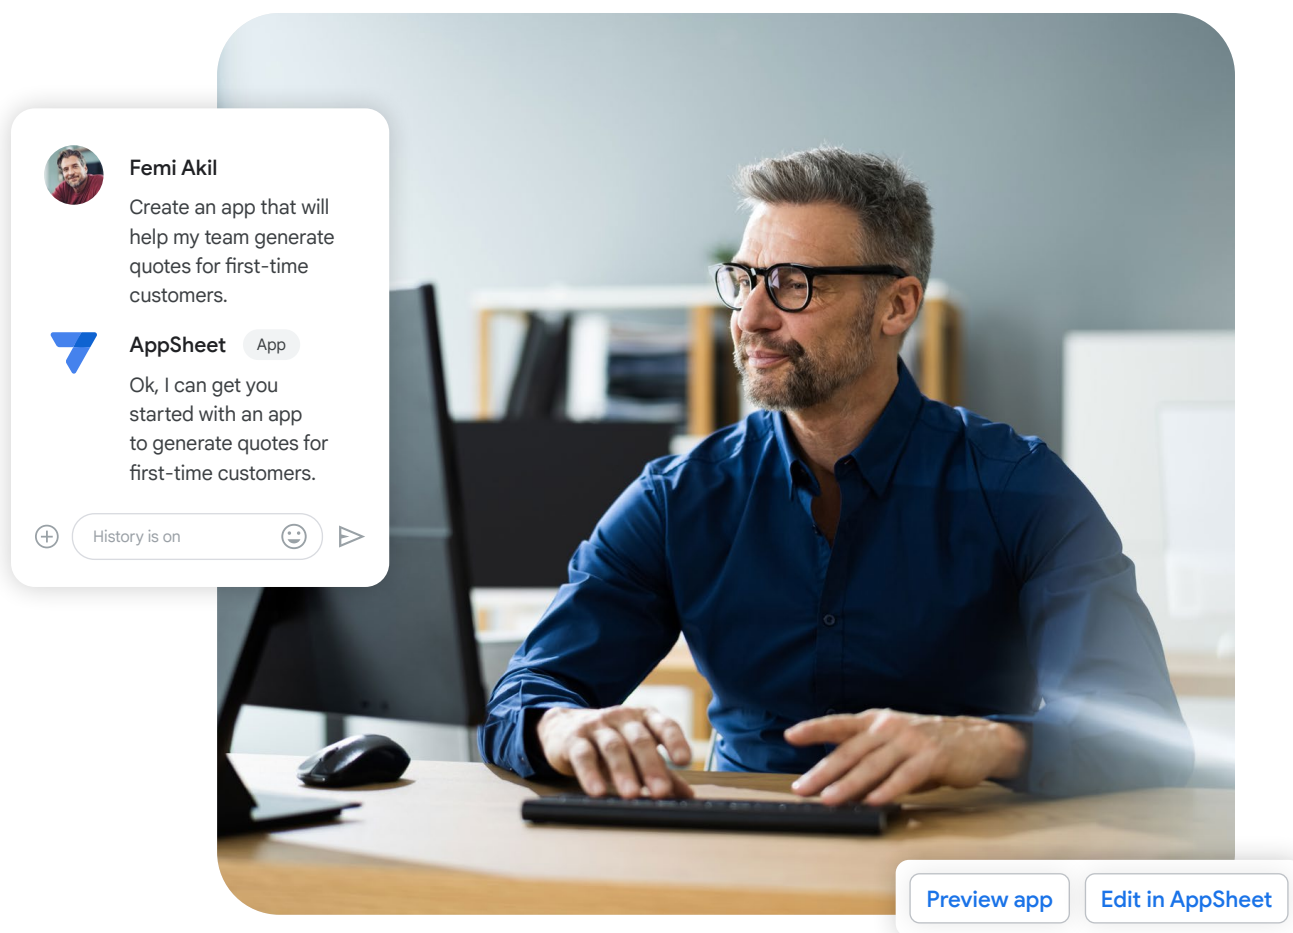 Femi Akil
Create an app that will
help my team generate
quotes for first-time
customers.
AppSheet App
Ok, I can get you
started with an app
to generate quotes for
first-time customers.
History is on
Preview app Edit in AppSheet